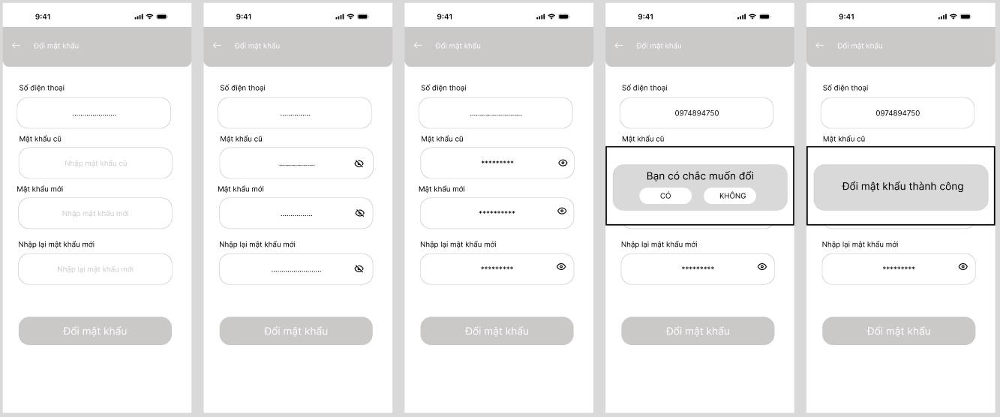 9:41
Đổi mật khẩu
Số điện thoại
......................
Mật khẩu cũ
Nhập mật khẩu cũ
Mật khẩu mới
Nhập mật khẩu mới
Nhập lại mật khẩu mới
Nhập lại mật khẩu mới
Đổi mật khẩu
9:41
Đổi mật khẩu
Số điện thoại
...............
Mật khẩu cũ
..................
Mật khẩu mới
................
Nhập lại mật khẩu mới
.........................
Đổi mật khẩu
9:41
Đổi mật khẩu
Số điện thoại
..........................
Mật khẩu cũ
*********
Mật khẩu mới
**********
Nhập lại mật khẩu mới
*********
Đổi mật khẩu
9:41
Đổi mật khẩu
Số điện thoại
0974894750
Mật khẩu cũ
Bạn có chắc muốn đổi
CÓ KHÔNG
Nhập lại mật khẩu mới
*********
Đổi mật khẩu
9:41
Đổi mật khẩu
Số điện thoại
0974894750
Mật khẩu cũ
Đổi mật khẩu thành công
Nhập lại mật khẩu mới
*********
Đổi mật khẩu